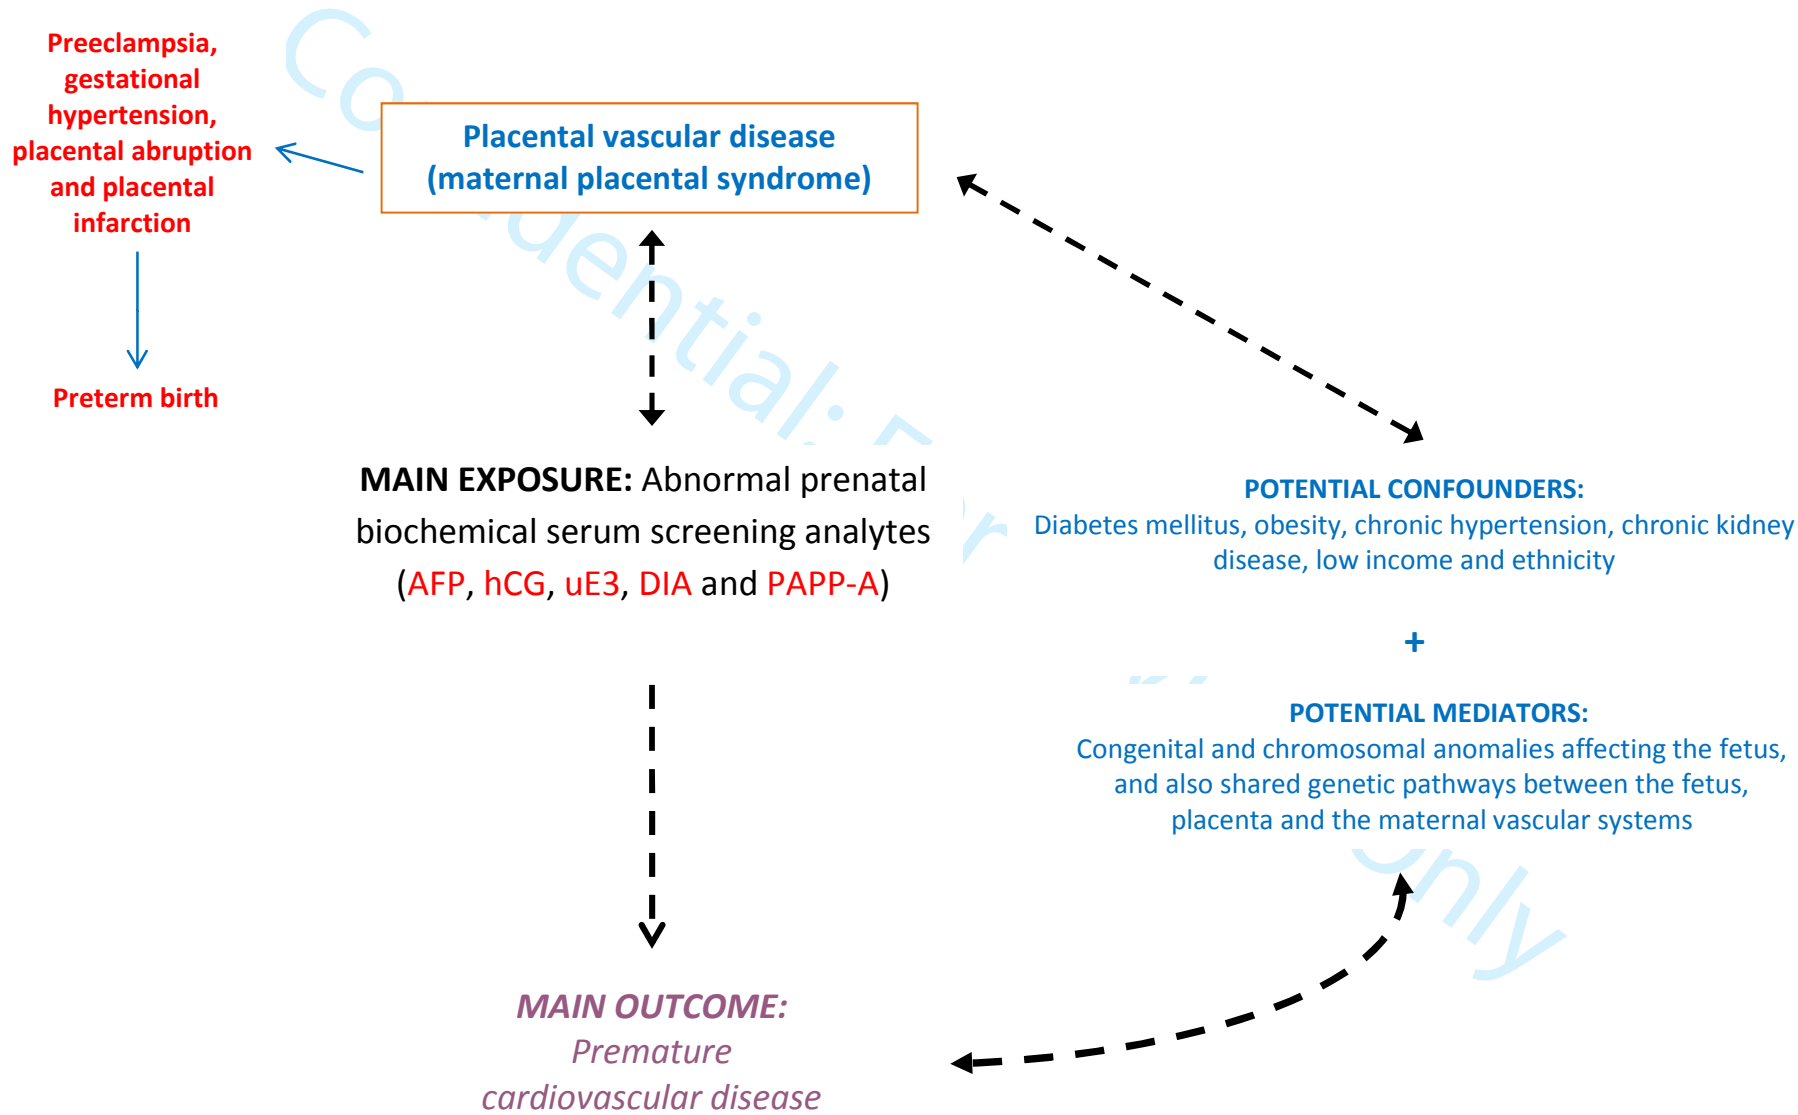 Preeclampsia,
gestational
hypertension,
placental abruption
and placental
infarction
Preterm birth
Placental vascular disease
(maternal placental syndrome)
MAIN EXPOSURE: Abnormal prenatal
biochemical serum screening analytes
(AFP, hCG, uE3, DIA and PAPP-A)
POTENTIAL CONFOUNDERS:
Diabetes mellitus, obesity, chronic hypertension, chronic kidney
disease, low income and ethnicity
+
POTENTIAL MEDIATORS:
Congenital and chromosomal anomalies affecting the fetus,
and also shared genetic pathways between the fetus,
placenta and the maternal vascular systems
MAIN OUTCOME:
Premature
cardiovascular disease